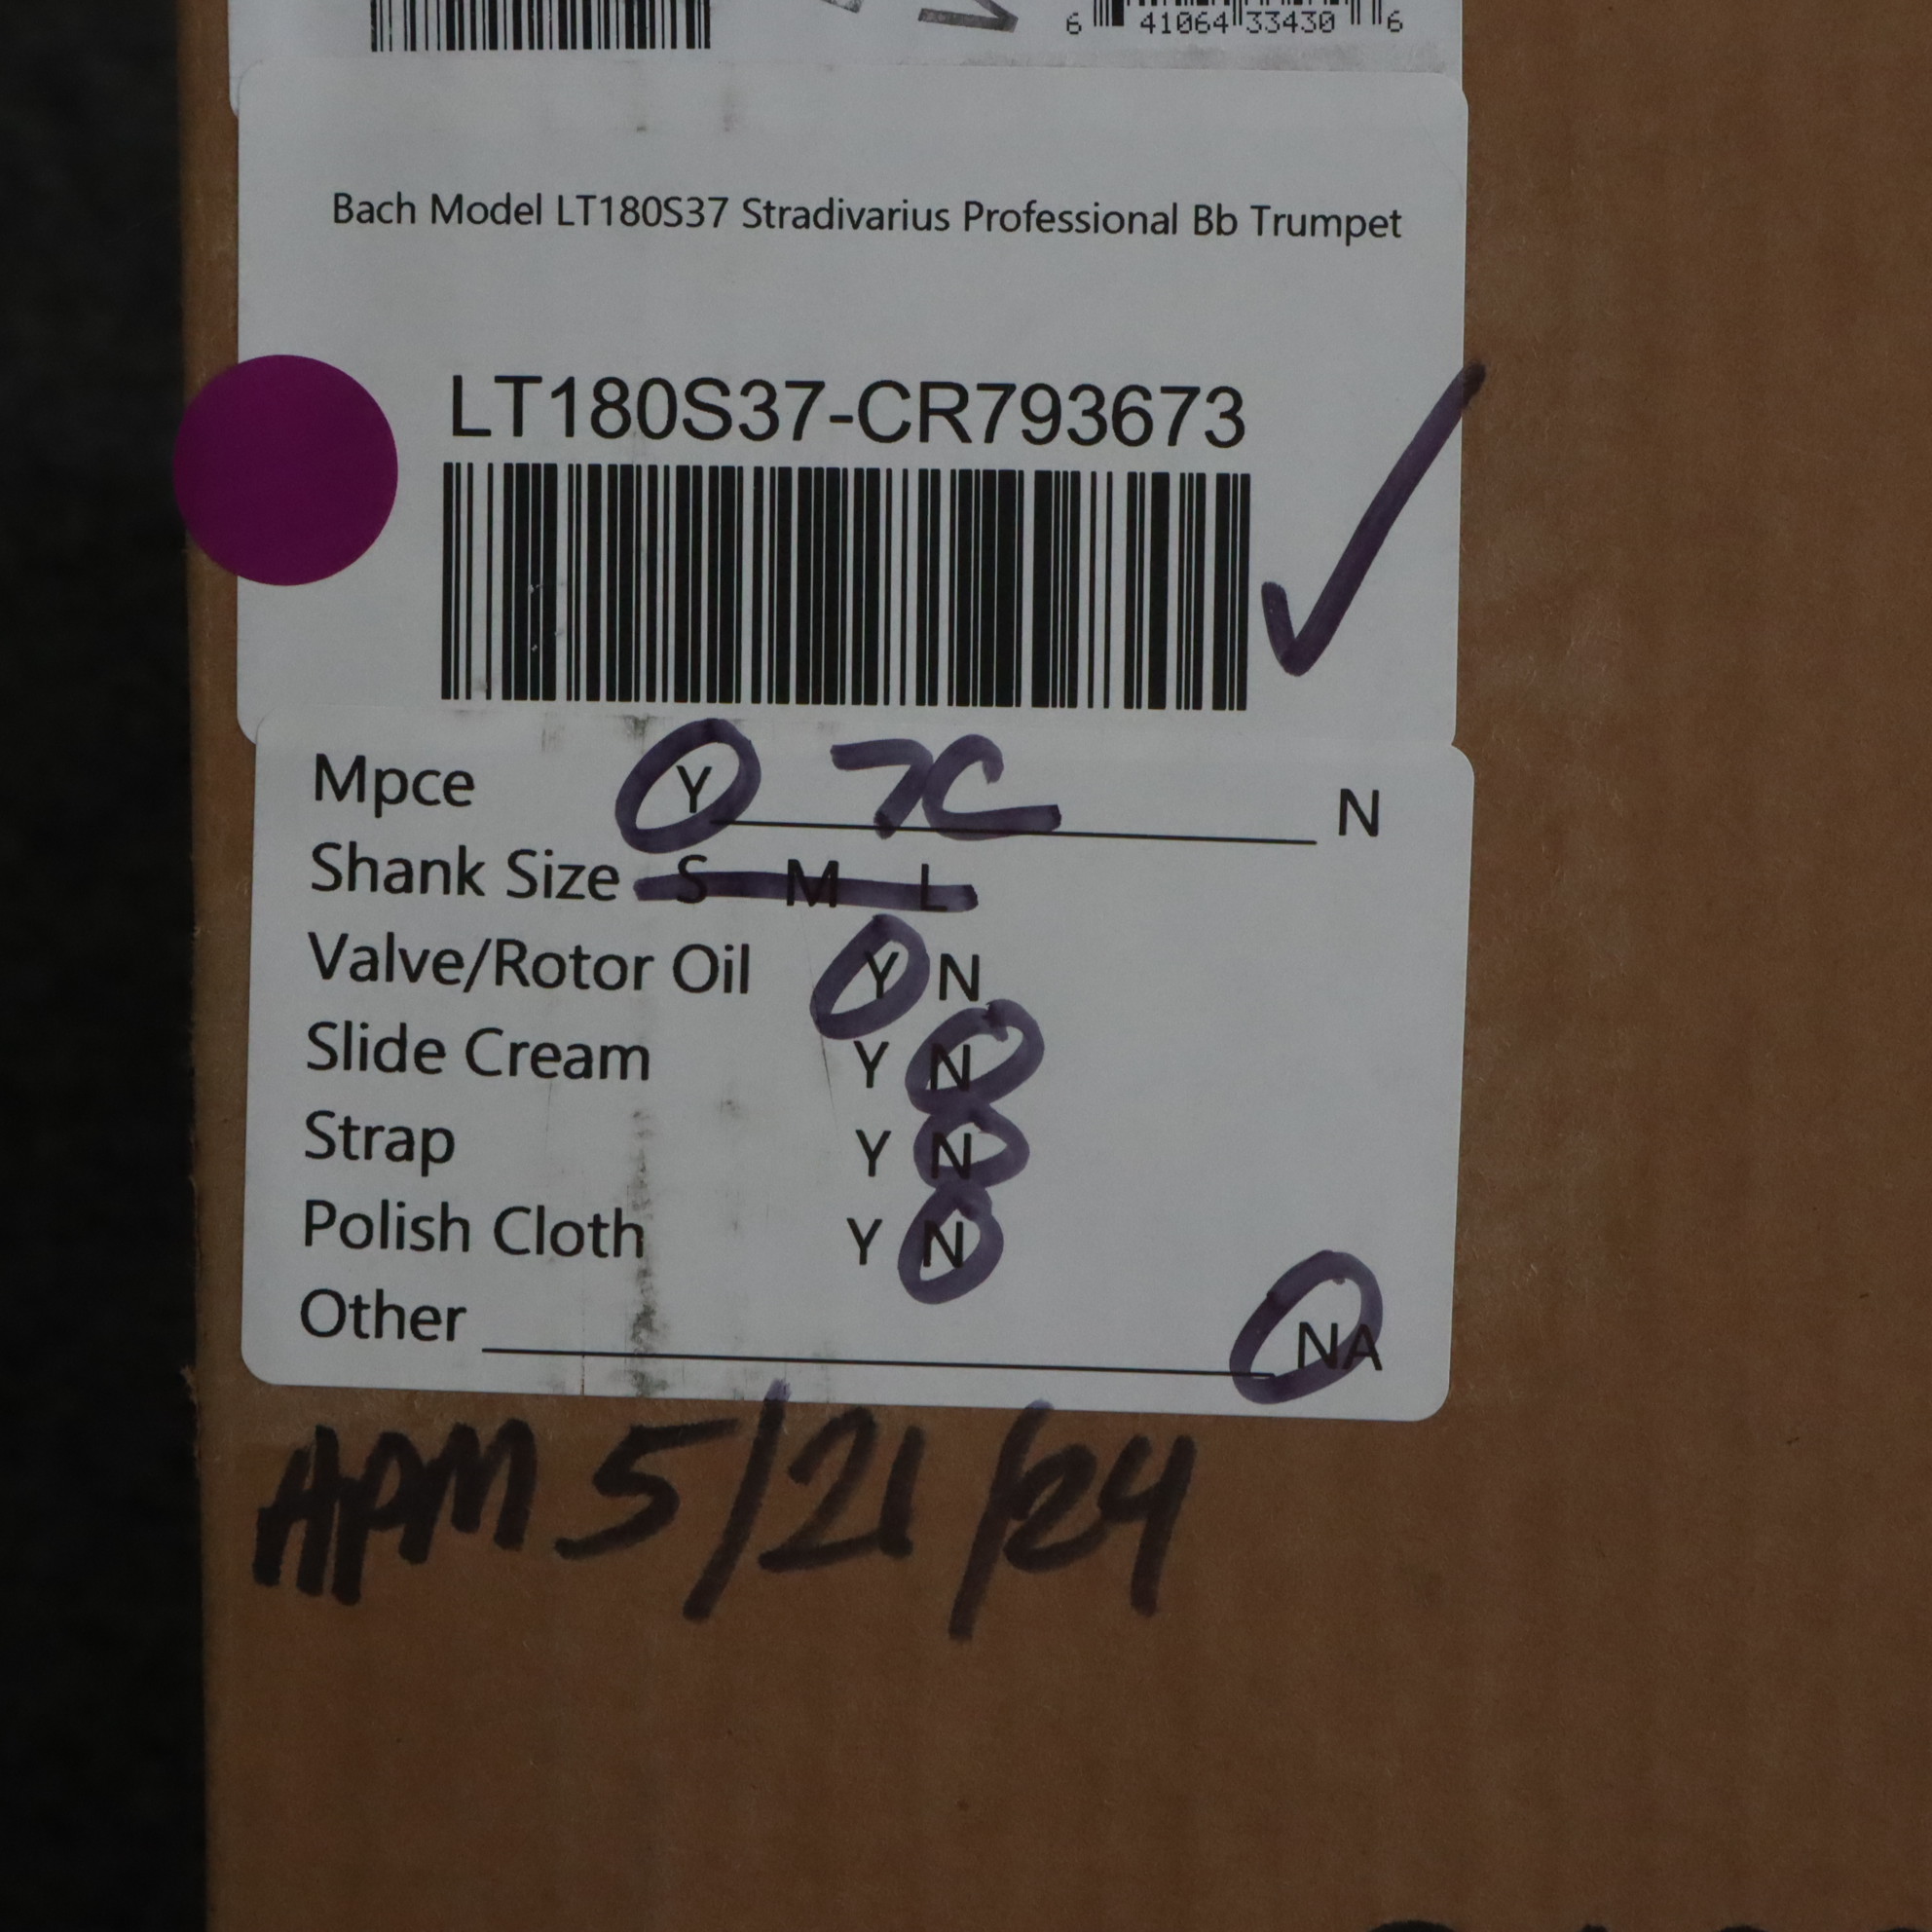 6 41064 33430 6
Bach Model LT180S37 Stradivarius Professional Bb Trumpet
LT180S37-CR793673
Mpce Y 7C N
Shank Size S M L
Valve/Rotor Oil Y N
Slide Cream Y N
Strap Y N
Polish Cloth Y N
Other NA
APM 5/21/24